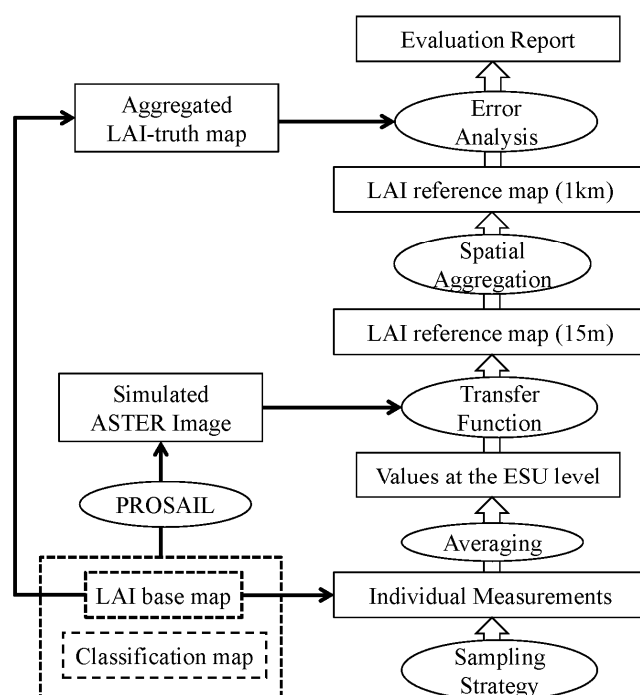 Evaluation Report
Aggregated
LAI-truth map
Error
Analysis
LAI reference map (1km)
Spatial
Aggregation
LAI reference map (15m)
Simulated
ASTER Image
Transfer
Function
Values at the ESU level
PROSAIL
Averaging
LAI base map
Individual Measurements
Classification map
Sampling
Strategy